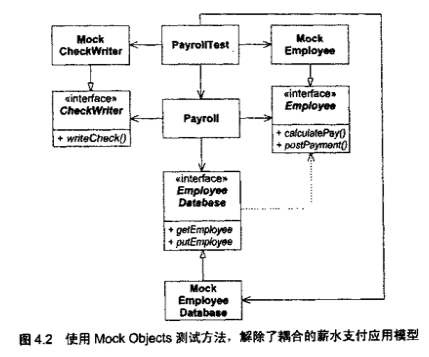 Mock
CheckWriter
PayrollTest
Mock
Employee
«interface»
CheckWriter
+ writeCheck()
Payroll
«interface»
Employee
+ calculatePay()
+ postPayment()
«interface»
Employee
Database
+ getEmployee
+ putEmployee
Mock
Employee
Database
图 4.2 使用 Mock Objects 测试方法，解除了耦合的薪水支付应用模型